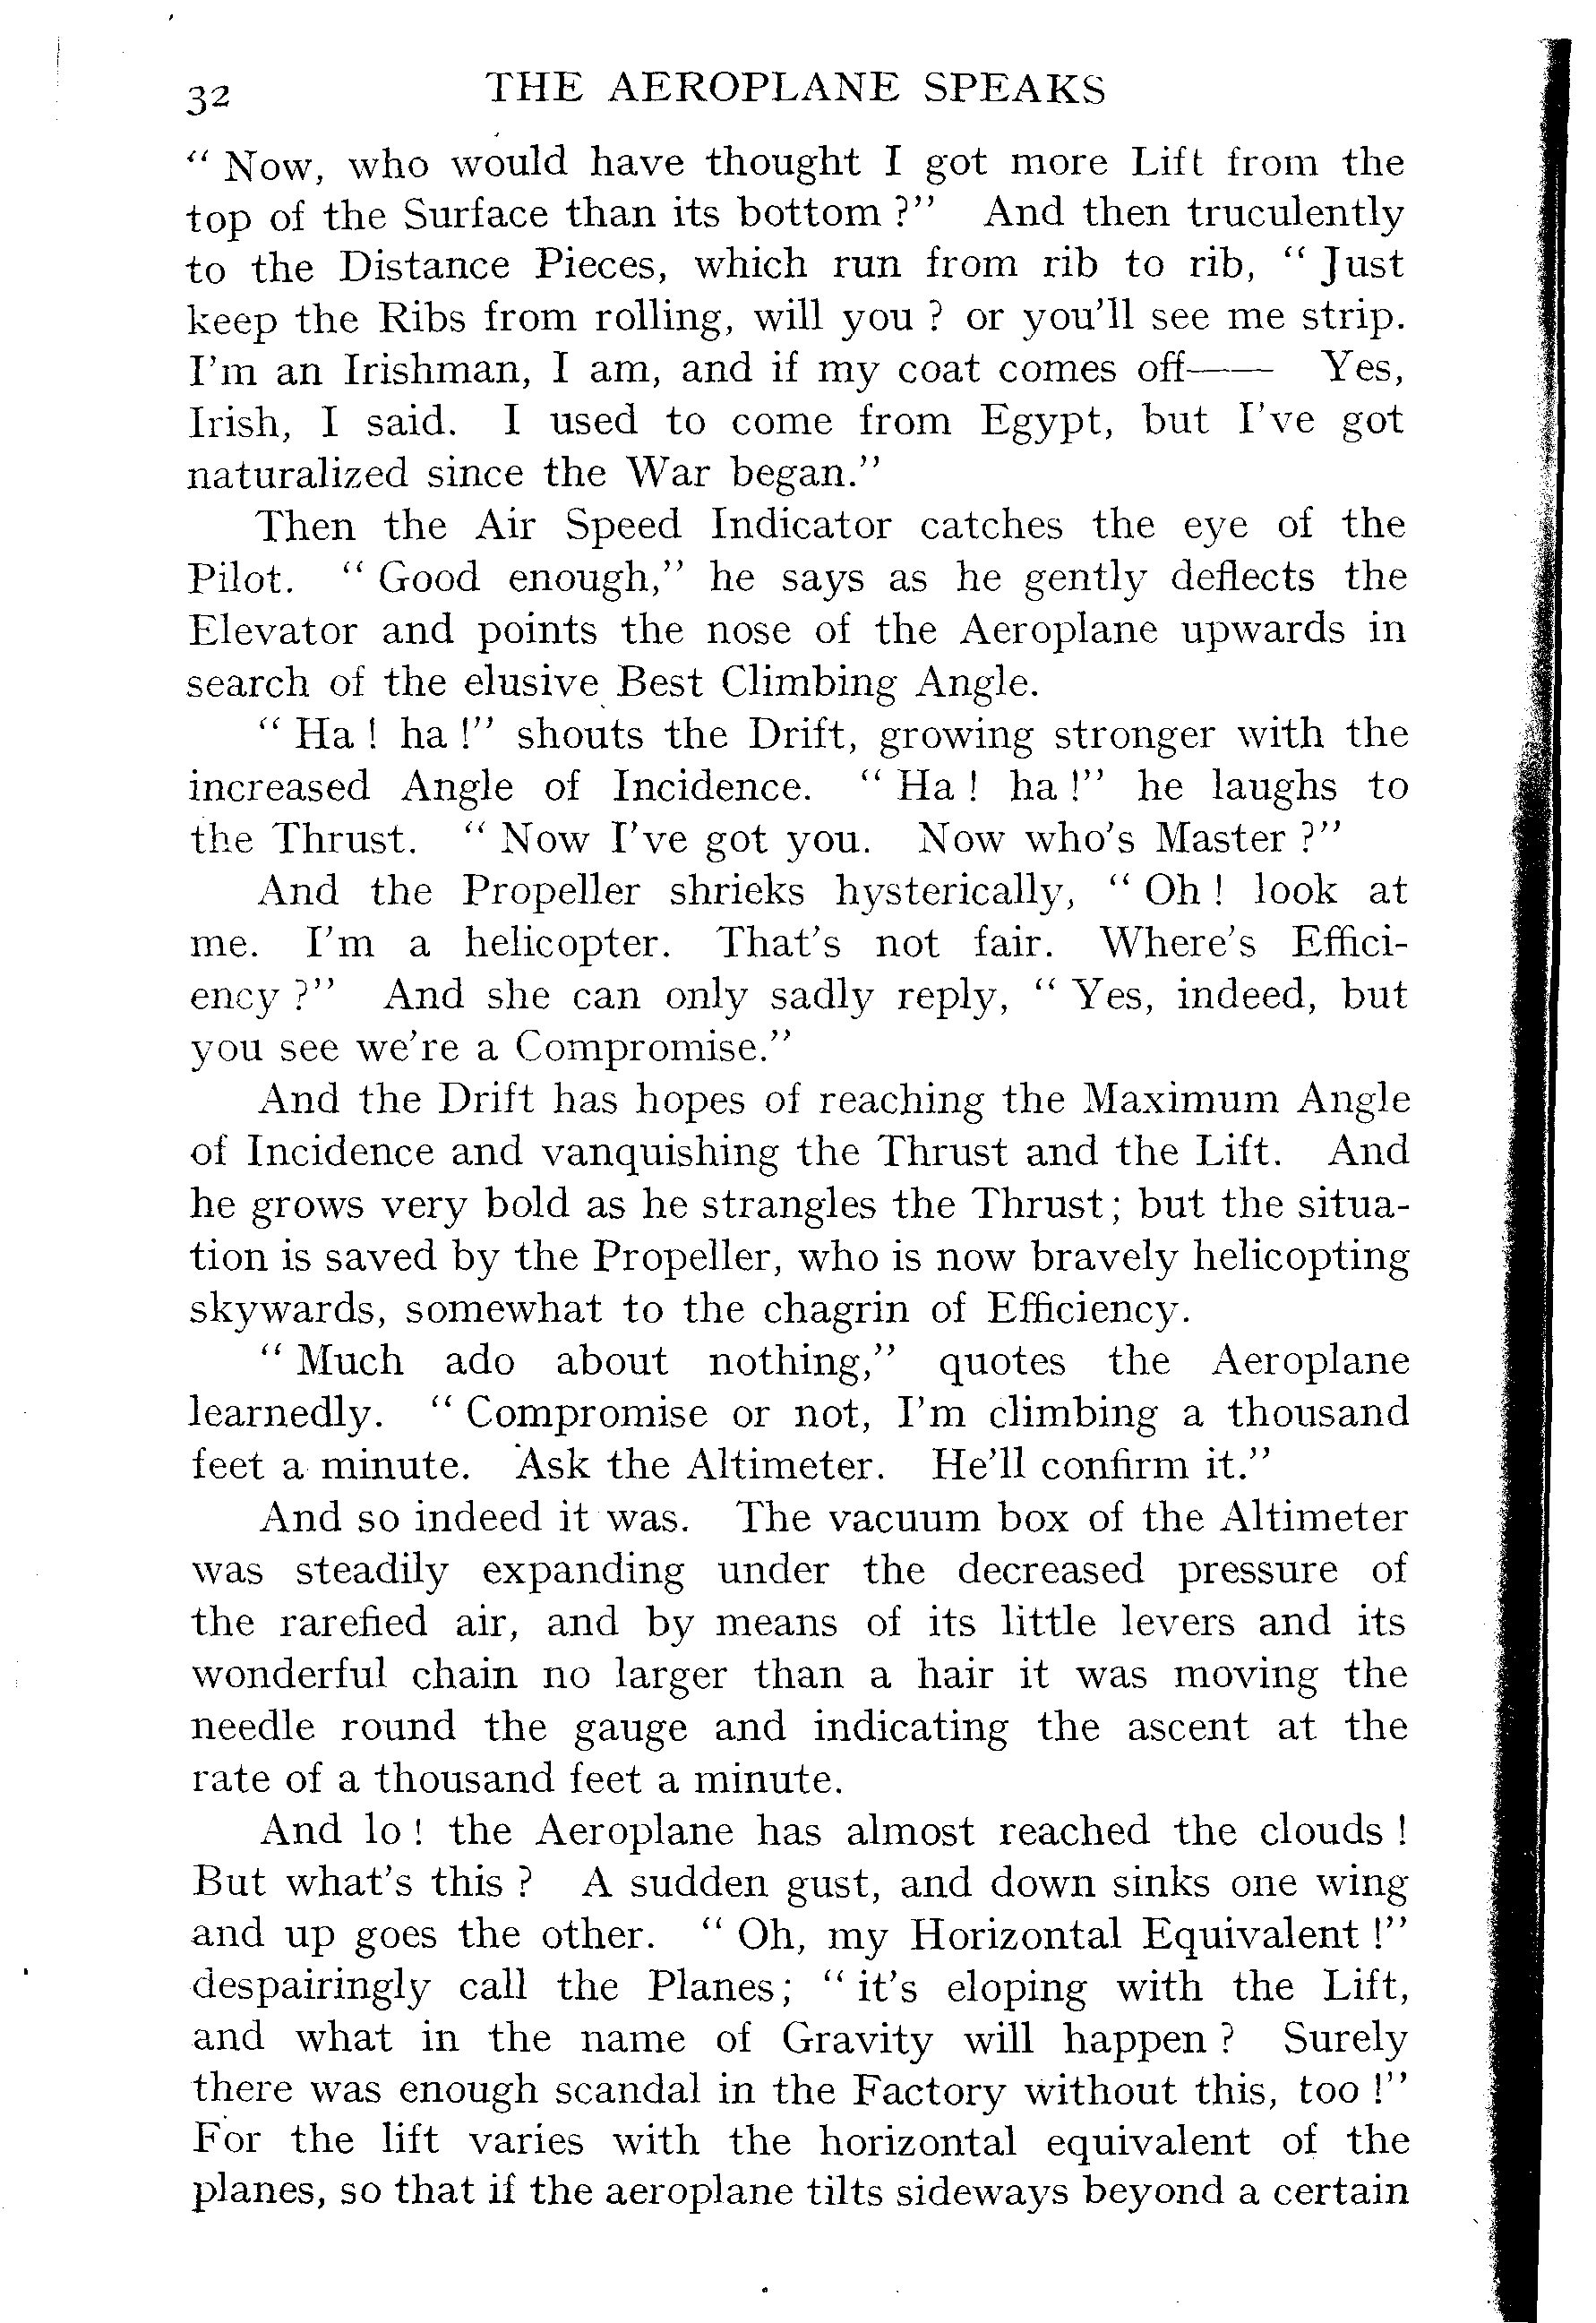 32 THE AEROPLANE SPEAKS
“ Now, who would have thought I got more Lift from the
top of the Surface than its bottom ?” And then truculently
to the Distance Pieces, which run from rib to rib, “ Just
keep the Ribs from rolling, will you ? or you'll see me strip.
I'm an Irishman, I am, and if my coat comes off—— Yes,
Irish, I said. I used to come from Egypt, but I've got
naturalized since the War began.”
Then the Air Speed Indicator catches the eye of the
Pilot. “ Good enough,” he says as he gently deflects the
Elevator and points the nose of the Aeroplane upwards in
search of the elusive Best Climbing Angle.
“ Ha ! ha !” shouts the Drift, growing stronger with the
increased Angle of Incidence. “ Ha ! ha !” he laughs to
the Thrust. “ Now I've got you. Now who's Master ?”
And the Propeller shrieks hysterically, “ Oh ! look at
me. I'm a helicopter. That's not fair. Where's Effici-
ency ?” And she can only sadly reply, “ Yes, indeed, but
you see we're a Compromise.”
And the Drift has hopes of reaching the Maximum Angle
of Incidence and vanquishing the Thrust and the Lift. And
he grows very bold as he strangles the Thrust ; but the situa-
tion is saved by the Propeller, who is now bravely helicopting
skywards, somewhat to the chagrin of Efficiency.
“ Much ado about nothing,” quotes the Aeroplane
learnedly. “ Compromise or not, I'm climbing a thousand
feet a minute. Ask the Altimeter. He'll confirm it.”
And so indeed it was. The vacuum box of the Altimeter
was steadily expanding under the decreased pressure of
the rarefied air, and by means of its little levers and its
wonderful chain no larger than a hair it was moving the
needle round the gauge and indicating the ascent at the
rate of a thousand feet a minute.
And lo ! the Aeroplane has almost reached the clouds !
But what's this ? A sudden gust, and down sinks one wing
and up goes the other. “ Oh, my Horizontal Equivalent !”
despairingly call the Planes ; “ it's eloping with the Lift,
and what in the name of Gravity will happen ? Surely
there was enough scandal in the Factory without this, too !”
For the lift varies with the horizontal equivalent of the
planes, so that if the aeroplane tilts sideways beyond a certain